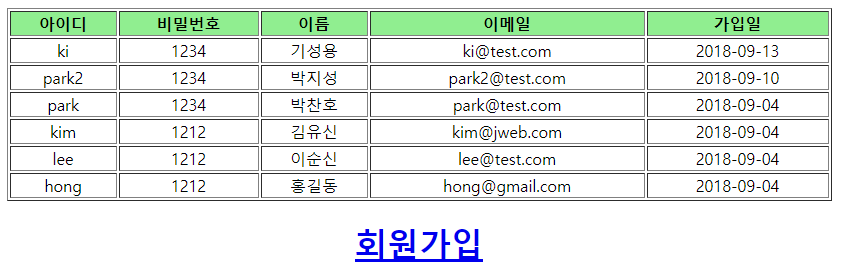 아이디 비밀번호 이름 이메일 가입일
ki 1234 기성용 ki@test.com 2018-09-13
park2 1234 박지성 park2@test.com 2018-09-10
park 1234 박찬호 park@test.com 2018-09-04
kim 1212 김유신 kim@jweb.com 2018-09-04
lee 1212 이순신 lee@test.com 2018-09-04
hong 1212 홍길동 hong@gmail.com 2018-09-04
회원가입